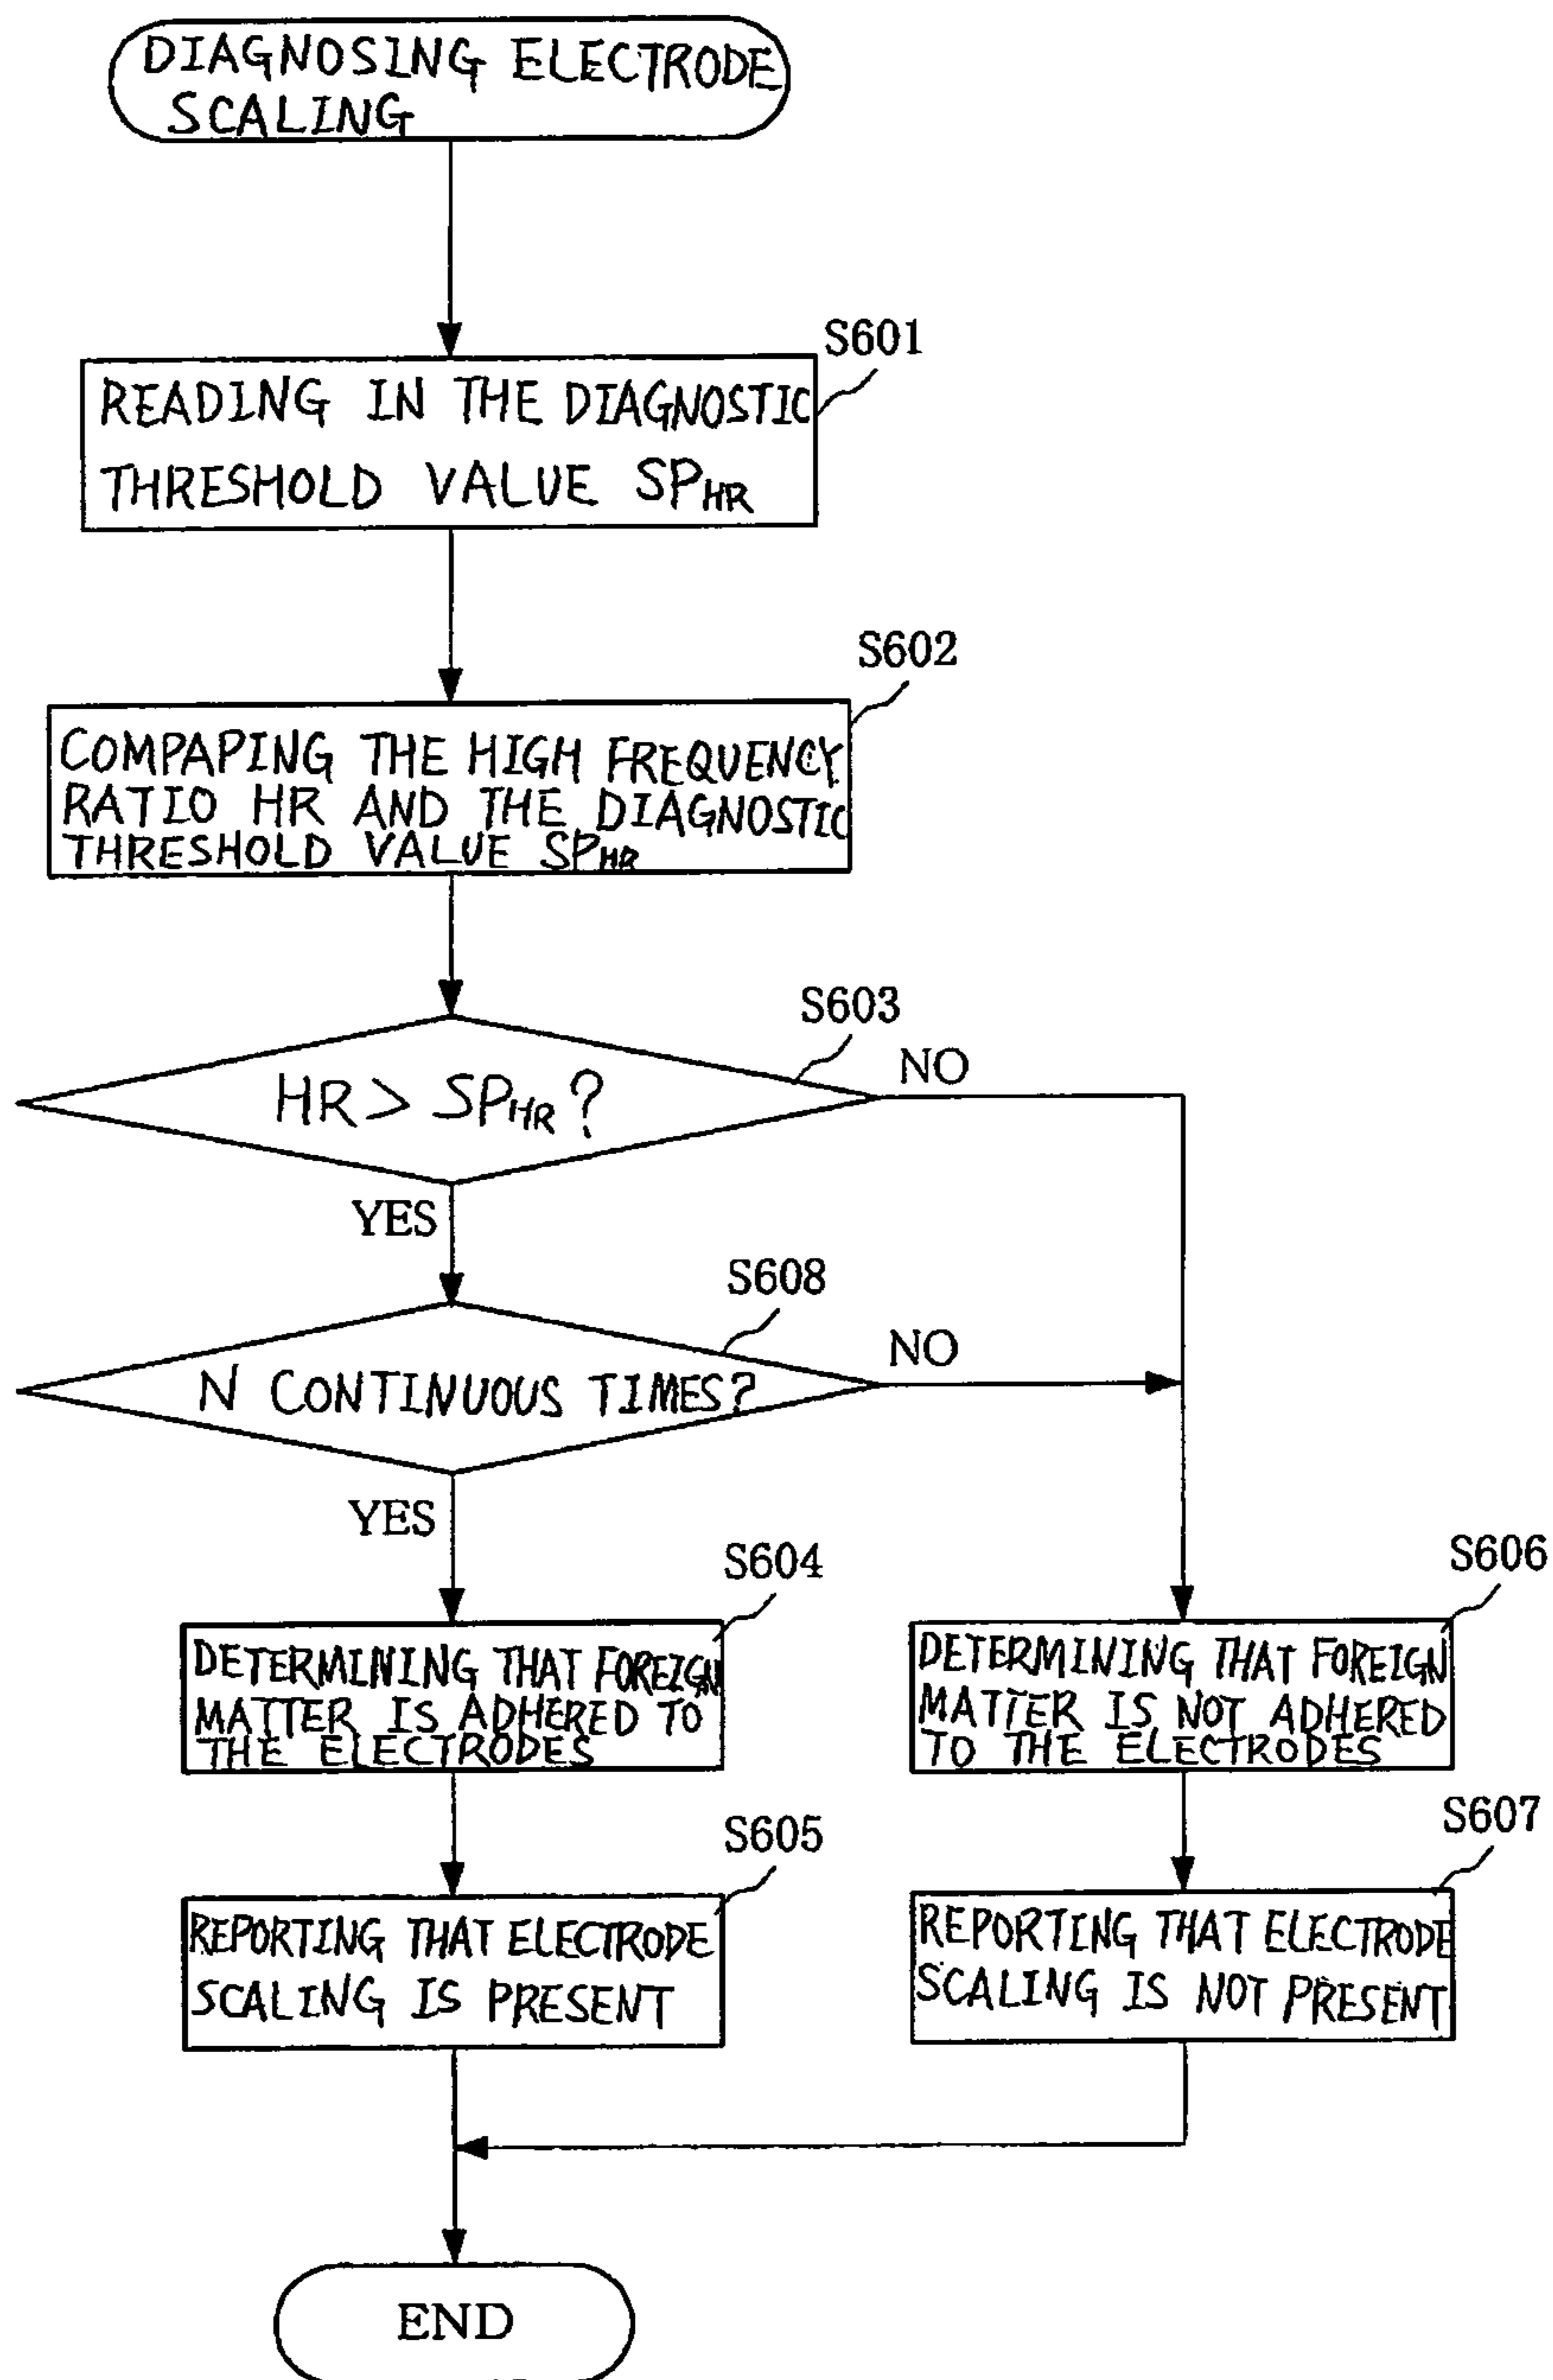 DIAGNOSING ELECTRODE
SCALING
S601
READING IN THE DIAGNOSTIC
THRESHOLD VALUE SPHR
S602
COMPAPING THE HIGH FREQUENCY
RATIO HR AND THE DIAGNOSTIC
THRESHOLD VALUE SPHR
S603
HR > SPHR ?
NO
YES
S608
N CONTINUOUS TIMES?
NO
YES
S604
DETERMINING THAT FOREIGN
MATTER IS ADHERED TO
THE ELECTRODES
S606
DETERMINING THAT FOREIGN
MATTER IS NOT ADHERED
TO THE ELECTRODES
S605
REPORTING THAT ELECTRODE
SCALING IS PRESENT
S607
REPORTING THAT ELECTRODE
SCALING IS NOT PRESENT
END